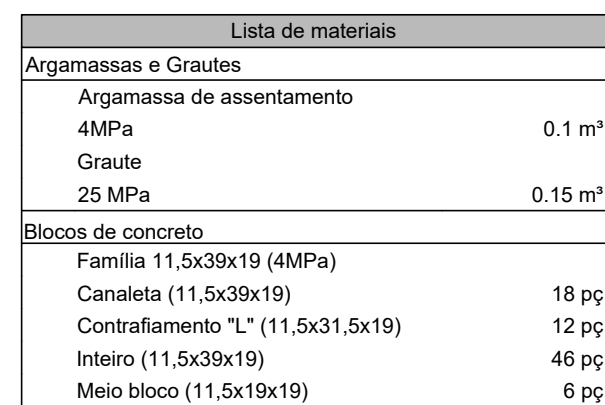 Lista de materiais
Argamassas e Grautes
Argamassa de assentamento
4MPa 0.1 m³
Graute
25 MPa 0.15 m³
Blocos de concreto
Família 11,5x39x19 (4MPa)
Canaleta (11,5x39x19) 18 pç
Contrafiamento "L" (11,5x31,5x19) 12 pç
Inteiro (11,5x39x19) 46 pç
Meio bloco (11,5x19x19) 6 pç